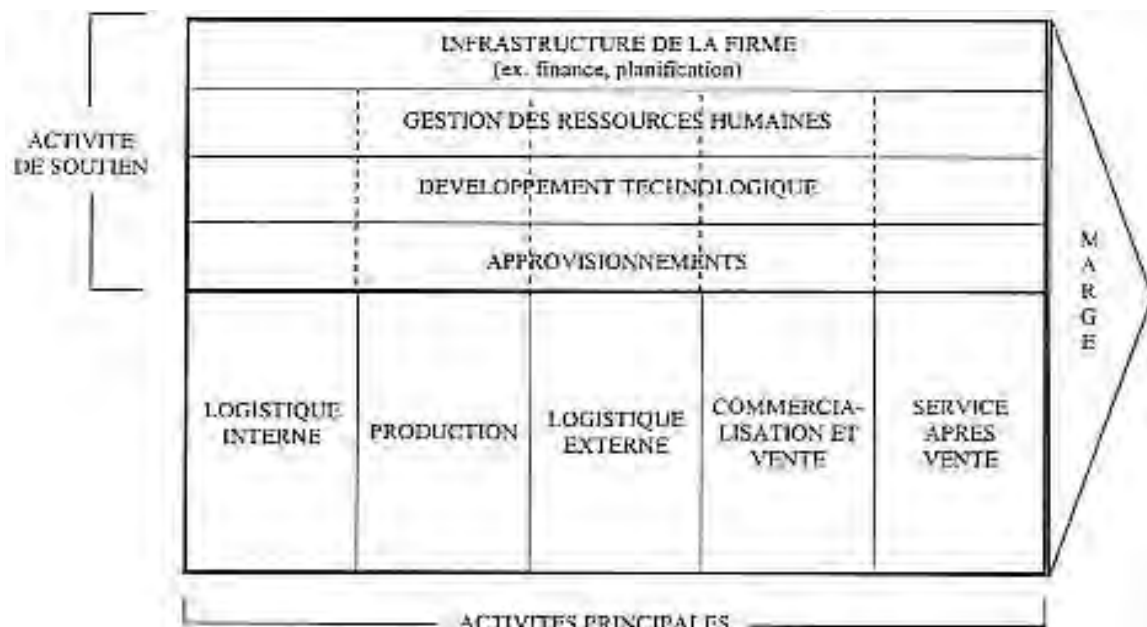 INFRASTRUCTURE DE LA FIRME
(ex. finance, planification)
GESTION DES RESSOURCES HUMAINES
ACTIVITE
DE SOUTIEN
DEVELOPPEMENT TECHNOLOGIQUE
APPROVISIONNEMENTS
MARGE
LOGISTIQUE
INTERNE
PRODUCTION
LOGISTIQUE
EXTERNE
COMMERCIA-
LISATION ET
VENTE
SERVICE
APRES
VENTE
ACTIVITES PRINCIPALES